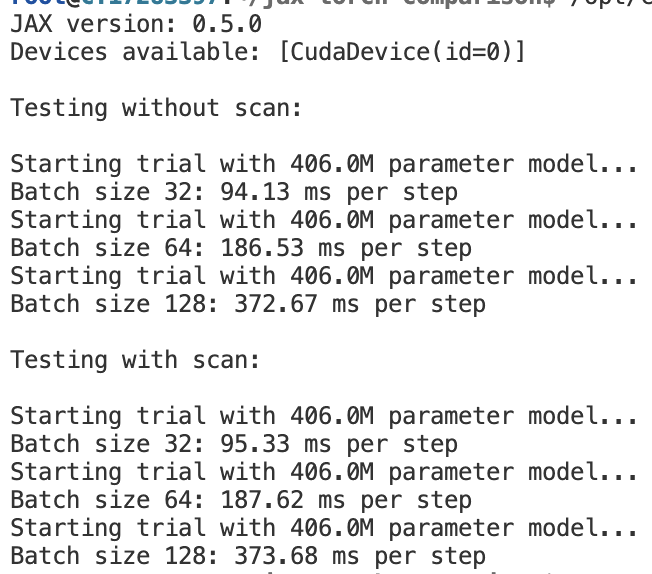 JAX version: 0.5.0
Devices available: [CudaDevice(id=0)]
Testing without scan:
Starting trial with 406.0M parameter model...
Batch size 32: 94.13 ms per step
Starting trial with 406.0M parameter model...
Batch size 64: 186.53 ms per step
Starting trial with 406.0M parameter model...
Batch size 128: 372.67 ms per step
Testing with scan:
Starting trial with 406.0M parameter model...
Batch size 32: 95.33 ms per step
Starting trial with 406.0M parameter model...
Batch size 64: 187.62 ms per step
Starting trial with 406.0M parameter model...
Batch size 128: 373.68 ms per step